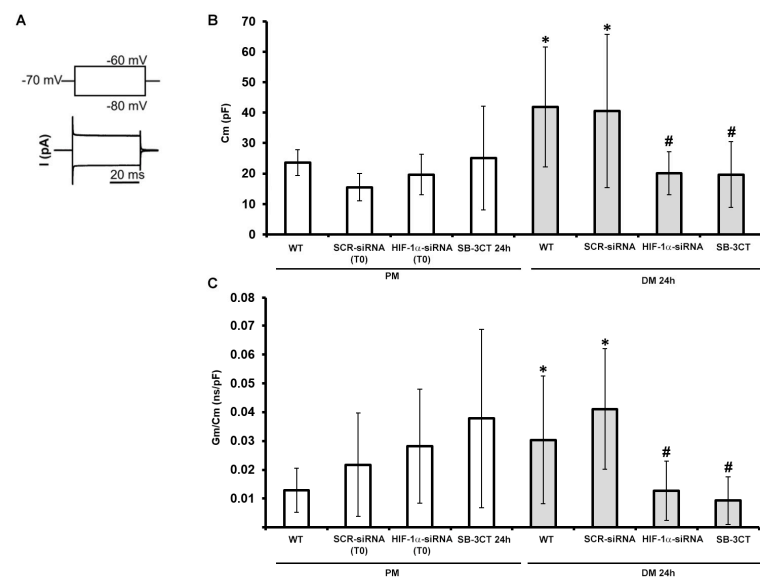 A
-60 mV
-70 mV
-80 mV
I (pA)
20 ms
B
Cm (pF)
70
60
50
40
30
20
10
0
WT
SCR-siRNA (T0)
HIF-1α-siRNA (T0)
SB-3CT 24h
WT
SCR-siRNA
HIF-1α-siRNA
SB-3CT
* * # #
PM
DM 24h
C
Gm/Cm (ns/pF)
0.08
0.07
0.06
0.05
0.04
0.03
0.02
0.01
WT
SCR-siRNA (T0)
HIF-1α-siRNA (T0)
SB-3CT 24h
WT
SCR-siRNA
HIF-1α-siRNA
SB-3CT
* * # #
PM
DM 24h